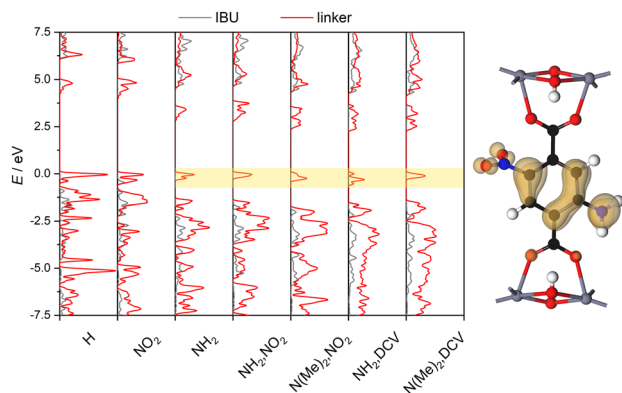 IBU linker
7.5
5.0
2.5
0.0
-2.5
-5.0
-7.5
E / eV
H
NO₂
NH₂
NH₂,NO₂
N(Me)₂,NO₂
NH₂,DCV
N(Me)₂,DCV